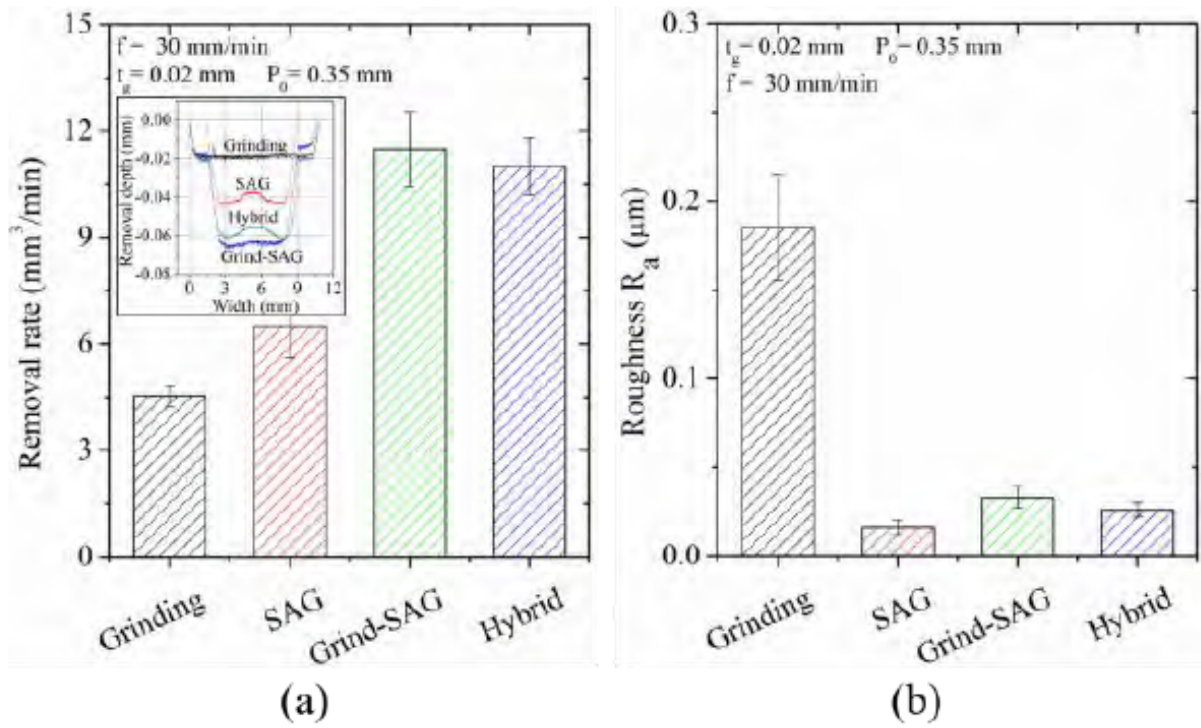 (a)
15
12
9
6
3
0
Removal rate (mm³/min)
f = 30 mm/min
t_g = 0.02 mm P_o = 0.35 mm
0.00
-0.02
-0.04
-0.06
-0.08
Removal depth (mm)
Grinding
SAG
Hybrid
Grind-SAG
0 3 6 9 12
Width (mm)
Grinding
SAG
Grind-SAG
Hybrid
(a)
(b)
0.3
0.2
0.1
0.0
Roughness R_a (μm)
t_g = 0.02 mm P_o = 0.35 mm
f = 30 mm/min
Grinding
SAG
Grind-SAG
Hybrid
(b)